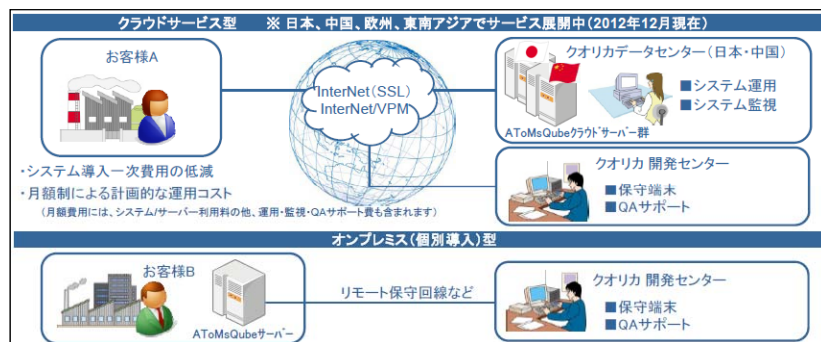 クラウドサービス型　※ 日本、中国、欧州、東南アジアでサービス展開中(2012年12月現在)
お客様A
InterNet(SSL)
InterNet/VPM
クオリカデータセンター(日本・中国)
■システム運用
■システム監視
AToMsQubeクラウドサーバー群
・システム導入一次費用の低減
・月額制による計画的な運用コスト
(月額費用には、システム/サーバー利用料の他、運用・監視・QAサポート費も含まれます)
クオリカ 開発センター
■保守端末
■QAサポート
オンプレミス(個別導入)型
お客様B
AToMsQubeサーバー
リモート保守回線など
クオリカ 開発センター
■保守端末
■QAサポート